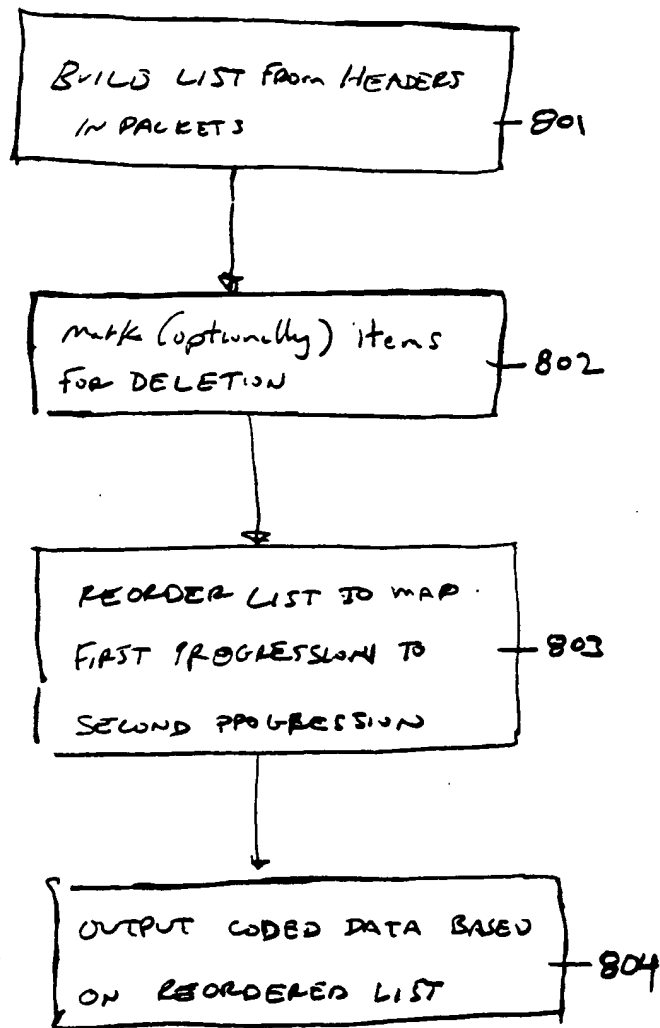 BUILD LIST FROM HEADERS
IN PACKETS
801
mark (optionally) items
FOR DELETION
802
REORDER LIST TO MAP
FIRST PROGRESSION TO
SECOND PROGRESSION
803
OUTPUT CODED DATA BASED
ON REORDERED LIST
804